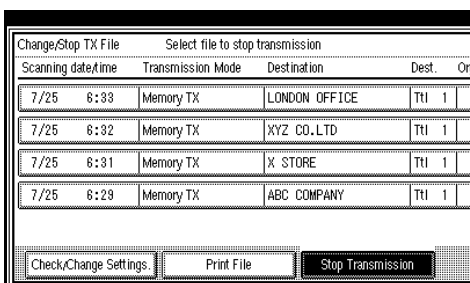 Change/Stop TX File Select file to stop transmission
Scanning date/time Transmission Mode Destination Dest.
7/25 6:33 Memory TX LONDON OFFICE Ttl 1
7/25 6:32 Memory TX XYZ CO.LTD Ttl 1
7/25 6:31 Memory TX X STORE Ttl 1
7/25 6:29 Memory TX ABC COMPANY Ttl 1
Check/Change Settings. Print File Stop Transmission